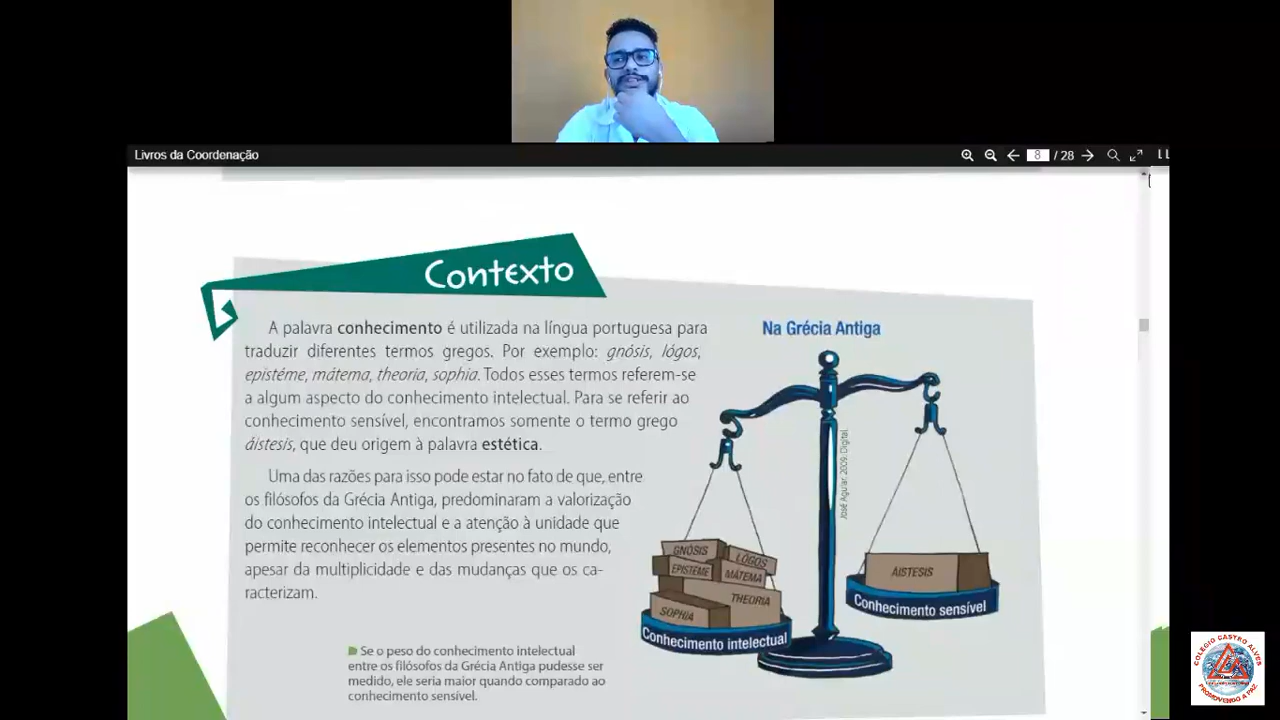 Livros da Coordenação
8 / 28
Contexto
A palavra conhecimento é utilizada na língua portuguesa para
traduzir diferentes termos gregos. Por exemplo: gnósis, lógos,
epistéme, mátema, theoria, sophia. Todos esses termos referem-se
a algum aspecto do conhecimento intelectual. Para se referir ao
conhecimento sensível, encontramos somente o termo grego
áistesis, que deu origem à palavra estética.
Uma das razões para isso pode estar no fato de que, entre
os filósofos da Grécia Antiga, predominaram a valorização
do conhecimento intelectual e a atenção à unidade que
permite reconhecer os elementos presentes no mundo,
apesar da multiplicidade e das mudanças que os ca-
racterizam.
Se o peso do conhecimento intelectual
entre os filósofos da Grécia Antiga pudesse ser
medido, ele seria maior quando comparado ao
conhecimento sensível.
Na Grécia Antiga
José Aguiar. 2009. Digital.
GNÓSIS
LÓGOS
EPISTÉME
MÁTEMA
THEORIA
SOPHIA
Conhecimento intelectual
ÁISTESIS
Conhecimento sensível
COLÉGIO CASTRO ALVES
PROMOVENDO A PAZ